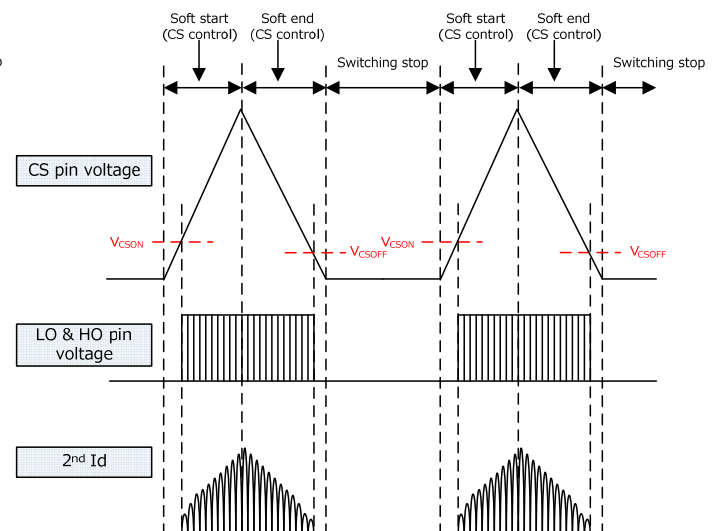 Soft start
(CS control)
Soft end
(CS control)
Soft start
(CS control)
Soft end
(CS control)
Switching stop
Switching stop
CS pin voltage
VCSON
VCSOFF
VCSON
VCSOFF
LO & HO pin
voltage
2nd Id